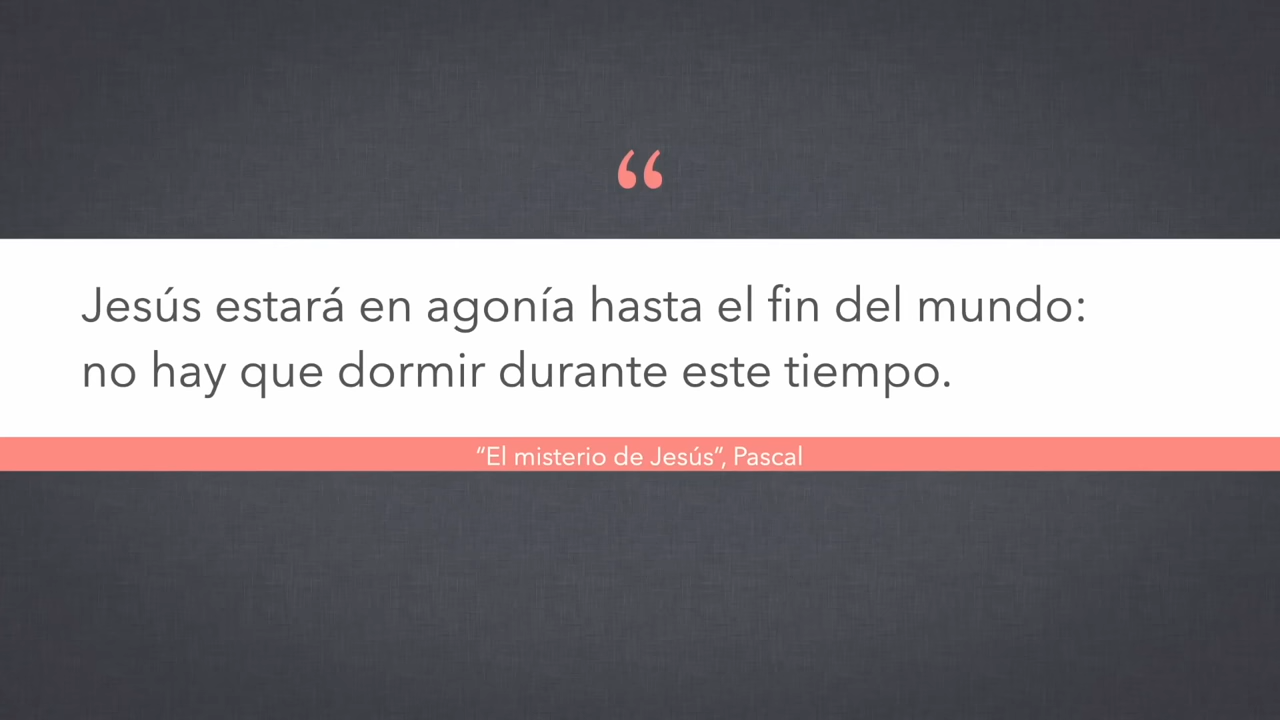 “
Jesús estará en agonía hasta el fin del mundo:
no hay que dormir durante este tiempo.
“El misterio de Jesús“, Pascal